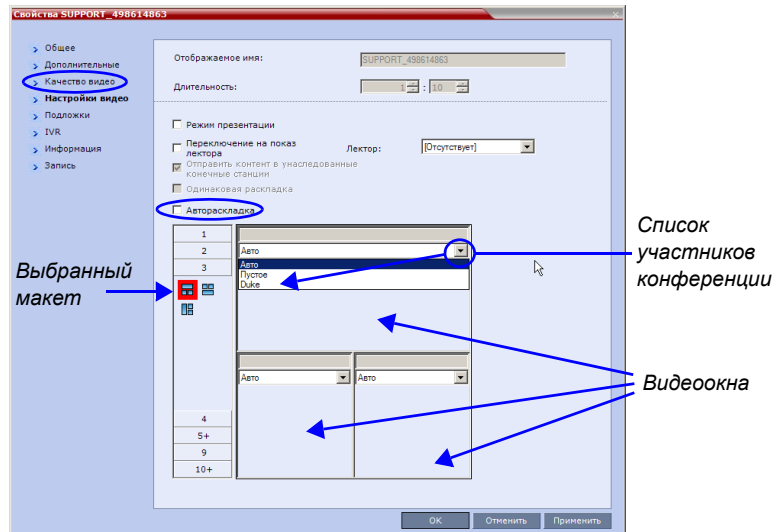 Свойства SUPPORT_498614863
Общее
Дополнительные
Качество видео
Настройки видео
Подложки
IVR
Информация
Запись
Отображаемое имя:
SUPPORT_498614863
Длительность:
1 : 10
Режим презентации
Переключение на показ
лектора
Лектор:
[Отсутствует]
Отправить контент в унаследованные
конечные станции
Одинаковая раскладка
Автораскладка
1
2
3
Авто
Авто
Пустое
Duke
Авто
Авто
4
5+
9
10+
Выбранный
макет
Список
участников
конференции
Видеоокна
OK
Отменить
Применить